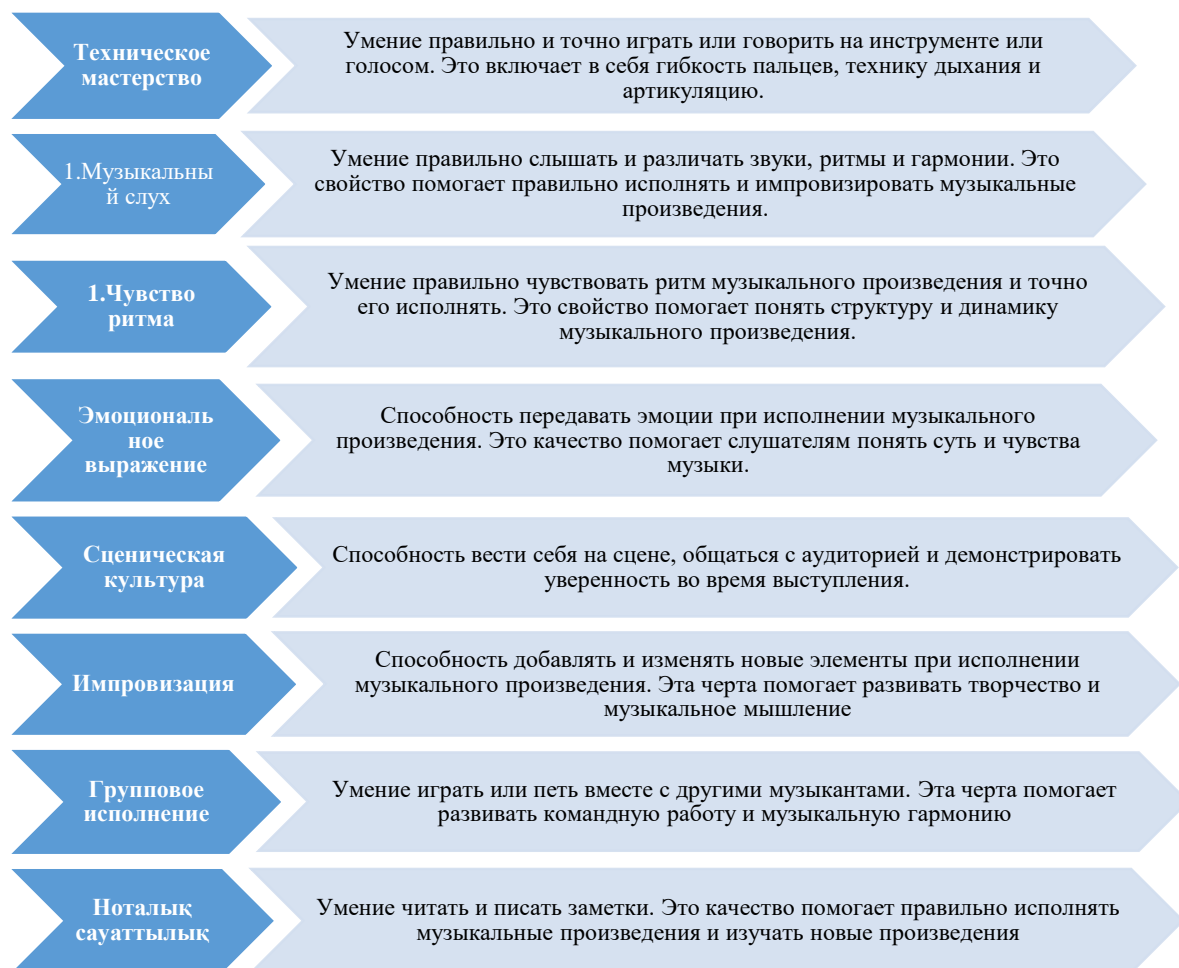 Техническое
мастерство
Умение правильно и точно играть или говорить на инструменте или
голосом. Это включает в себя гибкость пальцев, технику дыхания и
артикуляцию.
1.Музыкальны
й слух
Умение правильно слышать и различать звуки, ритмы и гармонии. Это
свойство помогает правильно исполнять и импровизировать музыкальные
произведения.
1.Чувство
ритма
Умение правильно чувствовать ритм музыкального произведения и точно
его исполнять. Это свойство помогает понять структуру и динамику
музыкального произведения.
Эмоциональ
ное
выражение
Способность передавать эмоции при исполнении музыкального
произведения. Это качество помогает слушателям понять суть и чувства
музыки.
Сценическая
культура
Способность вести себя на сцене, общаться с аудиторией и демонстрировать
уверенность во время выступления.
Импровизация
Способность добавлять и изменять новые элементы при исполнении
музыкального произведения. Эта черта помогает развивать творчество и
музыкальное мышление
Групповое
исполнение
Умение играть или петь вместе с другими музыкантами. Эта черта помогает
развивать командную работу и музыкальную гармонию
Ноталық
сауаттылық
Умение читать и писать заметки. Это качество помогает правильно исполнять
музыкальные произведения и изучать новые произведения